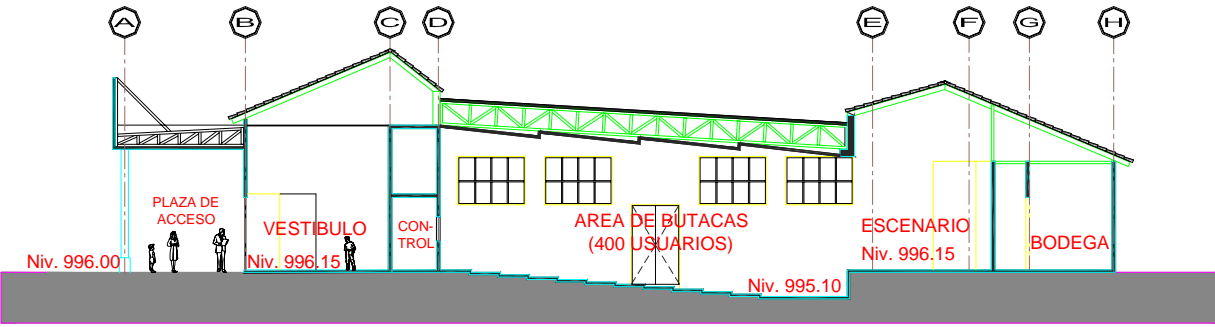 A B C D E F G H
PLAZA DE
ACCESO
VESTIBULO
CON-
TROL
AREA DE BUTACAS
(400 USUARIOS)
ESCENARIO
BODEGA
Niv. 996.00
Niv. 996.15
Niv. 995.10
Niv. 996.15